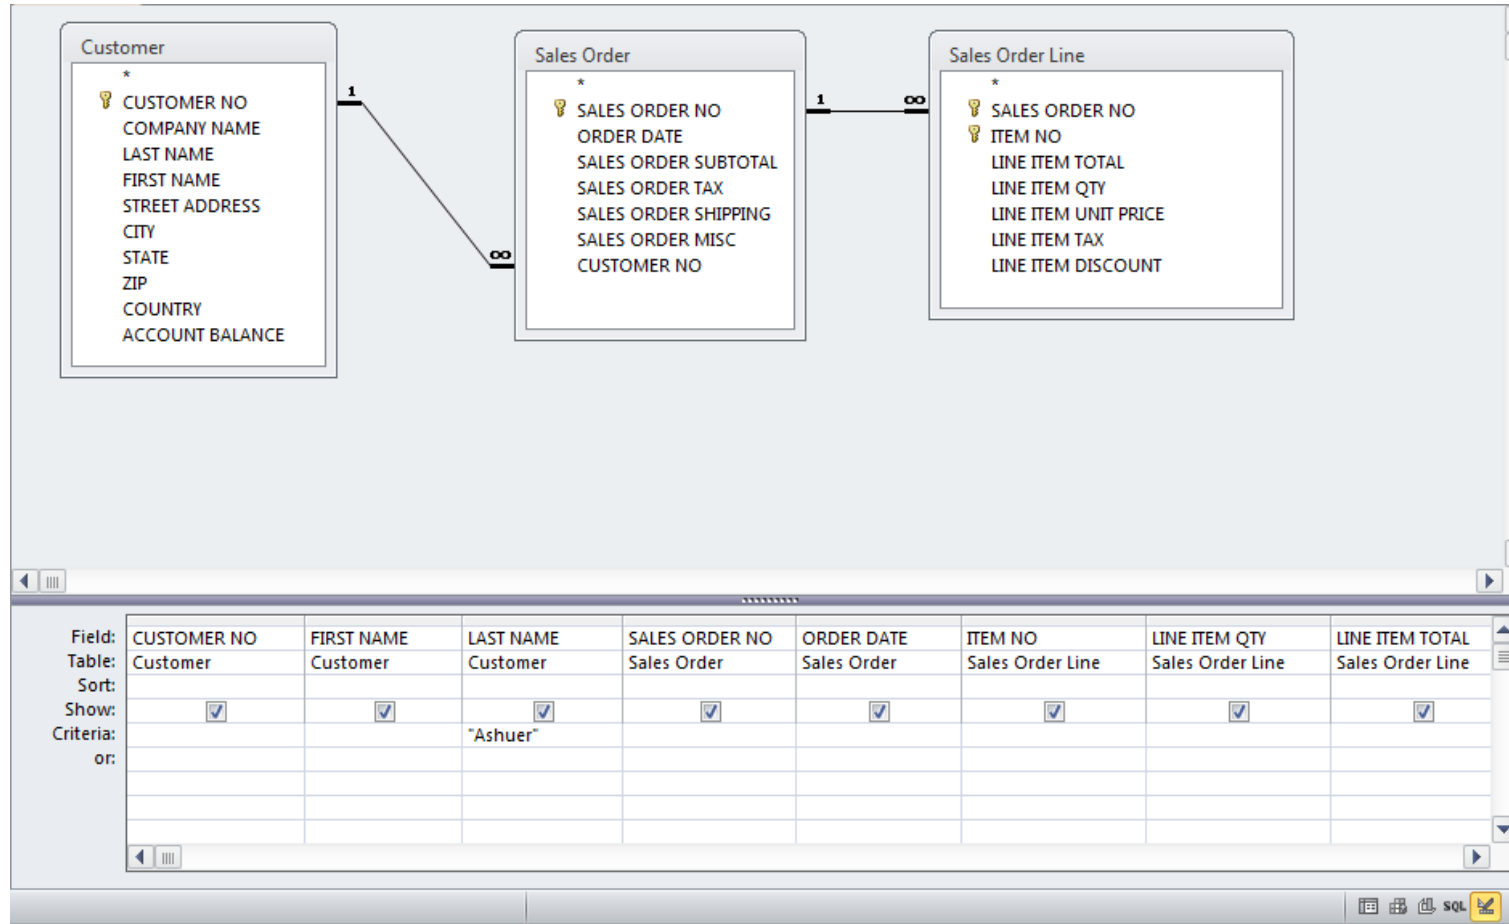 Customer
*
CUSTOMER NO
COMPANY NAME
LAST NAME
FIRST NAME
STREET ADDRESS
CITY
STATE
ZIP
COUNTRY
ACCOUNT BALANCE
1
∞
Sales Order
*
SALES ORDER NO
ORDER DATE
SALES ORDER SUBTOTAL
SALES ORDER TAX
SALES ORDER SHIPPING
SALES ORDER MISC
CUSTOMER NO
1
∞
Sales Order Line
*
SALES ORDER NO
ITEM NO
LINE ITEM TOTAL
LINE ITEM QTY
LINE ITEM UNIT PRICE
LINE ITEM TAX
LINE ITEM DISCOUNT
Field: CUSTOMER NO FIRST NAME LAST NAME SALES ORDER NO ORDER DATE ITEM NO LINE ITEM QTY LINE ITEM TOTAL
Table: Customer Customer Customer Sales Order Sales Order Sales Order Line Sales Order Line Sales Order Line
Sort:
Show:
Criteria: "Ashuer"
or:
SQL